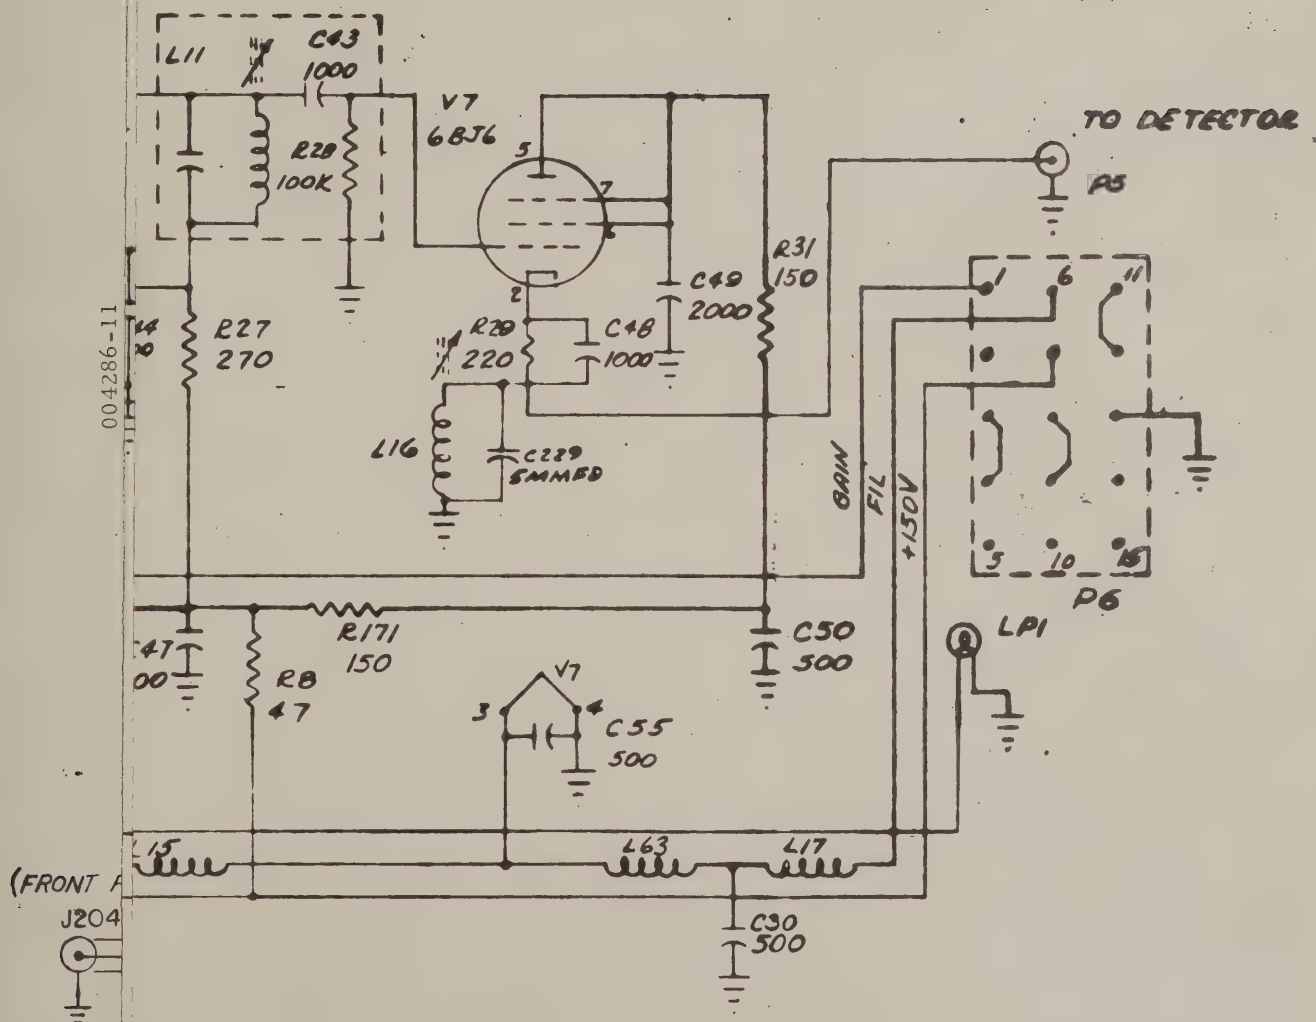 L11
C43
1000
V7
6BJ6
TO DETECTOR
P5
R28
100K
5
7
6
2
R31
150
C49
2000
1
6
11
004286-11
R27
270
R29
220
C48
1000
L16
C289
5MMFD
GAIN
FIL
+150V
5
10
15
P6
C50
500
LP1
R171
150
R8
47
V7
3
4
C55
500
L63
L17
(FRONT
J204
C30
500